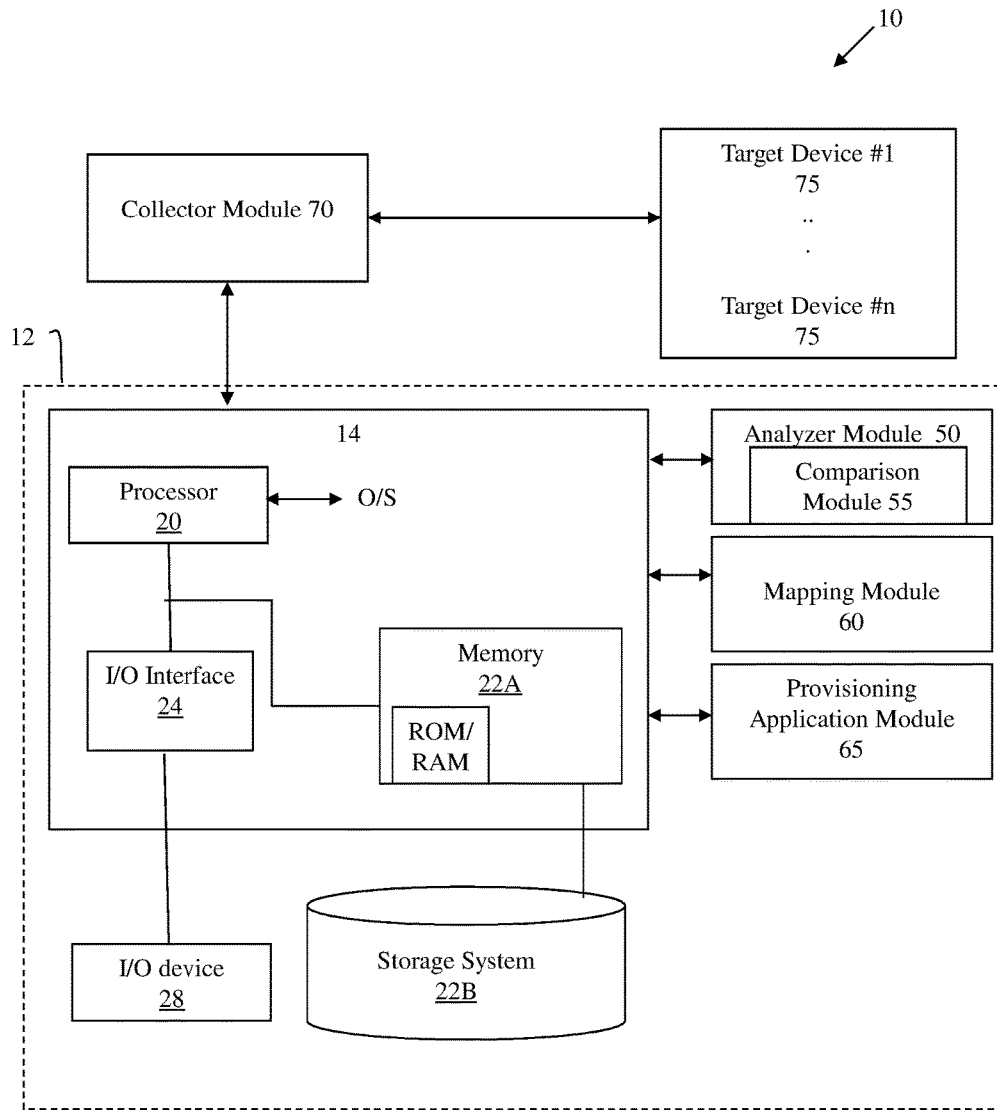 10
Collector Module 70
Target Device #1
75
..
.
Target Device #n
75
12
14
Processor
20
O/S
I/O Interface
24
Memory
22A
ROM/
RAM
Analyzer Module 50
Comparison
Module 55
Mapping Module
60
Provisioning
Application Module
65
I/O device
28
Storage System
22B